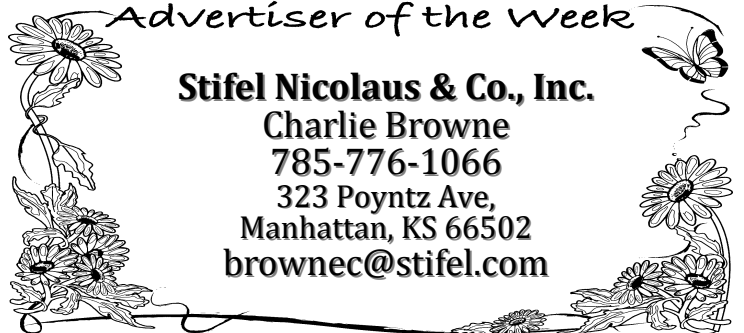 Advertiser of the Week
Stifel Nicolaus & Co., Inc.
Charlie Browne
785-776-1066
323 Poyntz Ave,
Manhattan, KS 66502
brownec@stifel.com